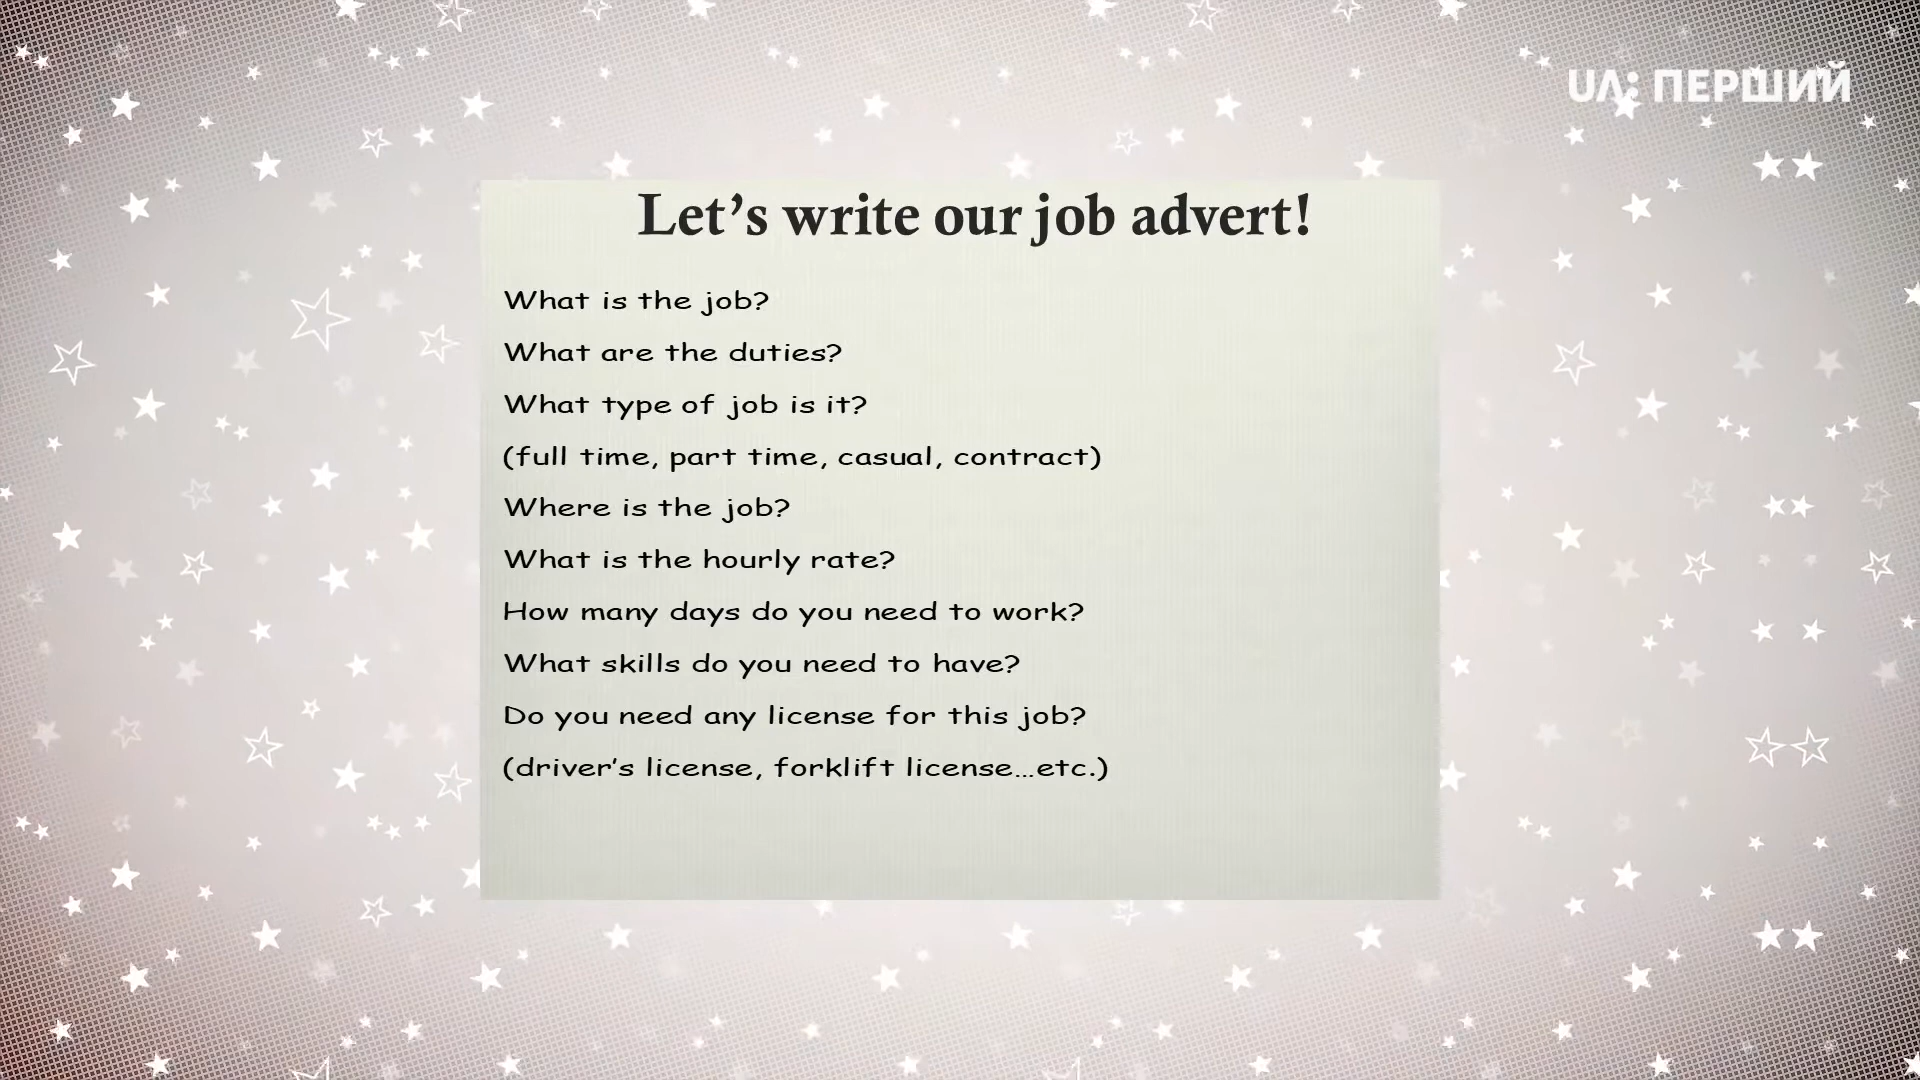 UA: ПЕРШИЙ
Let’s write our job advert!
What is the job?
What are the duties?
What type of job is it?
(full time, part time, casual, contract)
Where is the job?
What is the hourly rate?
How many days do you need to work?
What skills do you need to have?
Do you need any license for this job?
(driver’s license, forklift license…etc.)